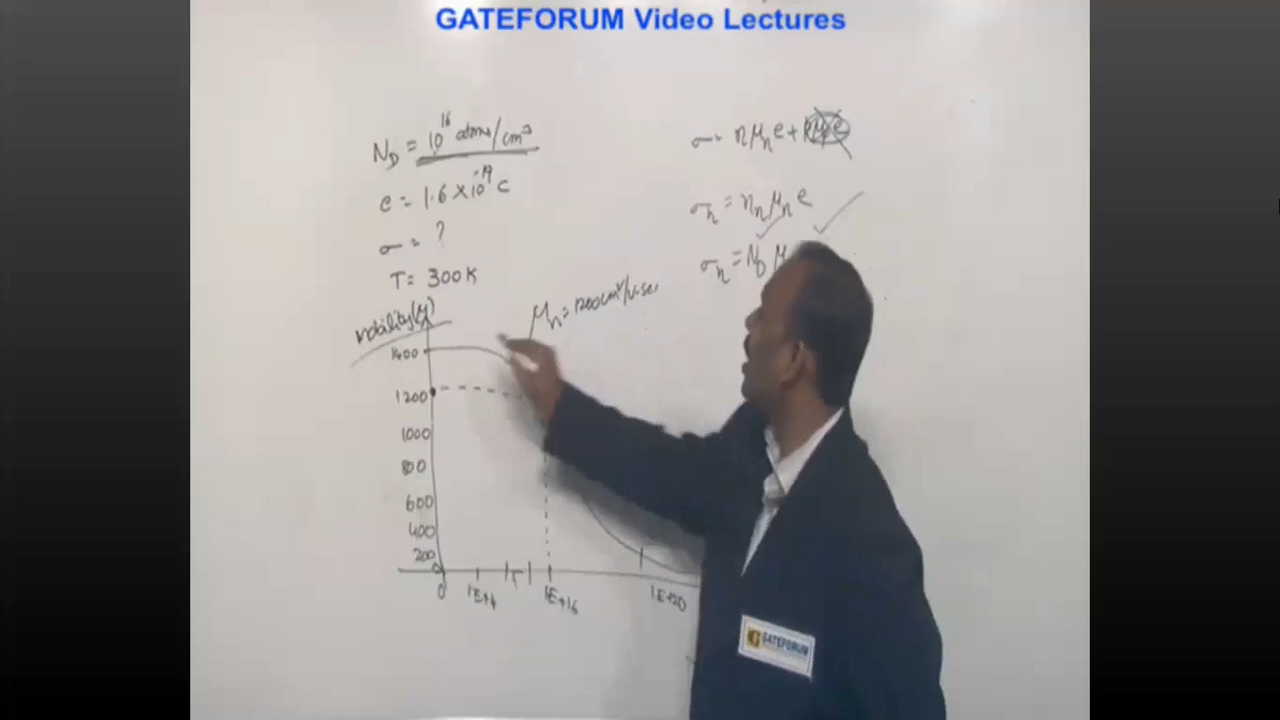 GATEFORUM Video Lectures
N_D = 10^16 atoms/cm³
e = 1.6 × 10^-19 C
σ = ?
T = 300K
σ = nμ_n e +
σ_n = n_n μ_n e
σ_n = N_D μ
μ_n = 1200 cm²/v.sec
Mobility(μ)
1400
1200
1000
800
600
400
200
0
0 1E+4 1E+16 1E+20
GATEFORUM